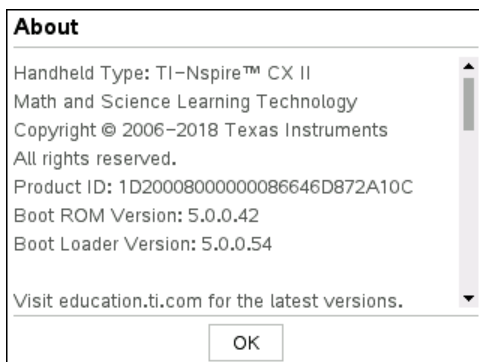 About
Handheld Type: TI-Nspire™ CX II
Math and Science Learning Technology
Copyright © 2006-2018 Texas Instruments
All rights reserved.
Product ID: 1D20008000000086646D872A10C
Boot ROM Version: 5.0.0.42
Boot Loader Version: 5.0.0.54
Visit education.ti.com for the latest versions.
OK